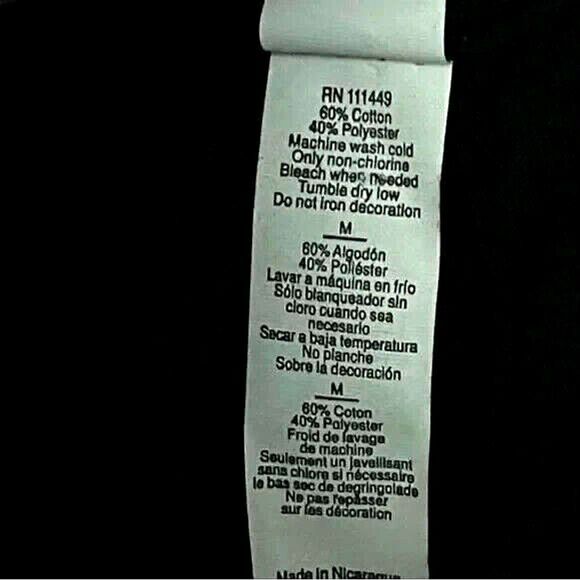 RN 111449
60% Cotton
40% Polyester
Machine wash cold
Only non-chlorine
Bleach when needed
Tumble dry low
Do not iron decoration
M
60% Algodón
40% Poliéster
Lavar a máquina en frío
Sólo blanqueador sin
cloro cuando sea
necesario
Secar a baja temperatura
No planche
Sobre la decoración
M
60% Coton
40% Polyester
Froid de lavage
de machine
Seulement un javellisant
sans chlore si nécessaire
le bas sec de degringolade
Ne pas repasser
sur les décoration
Made in Nicaragua